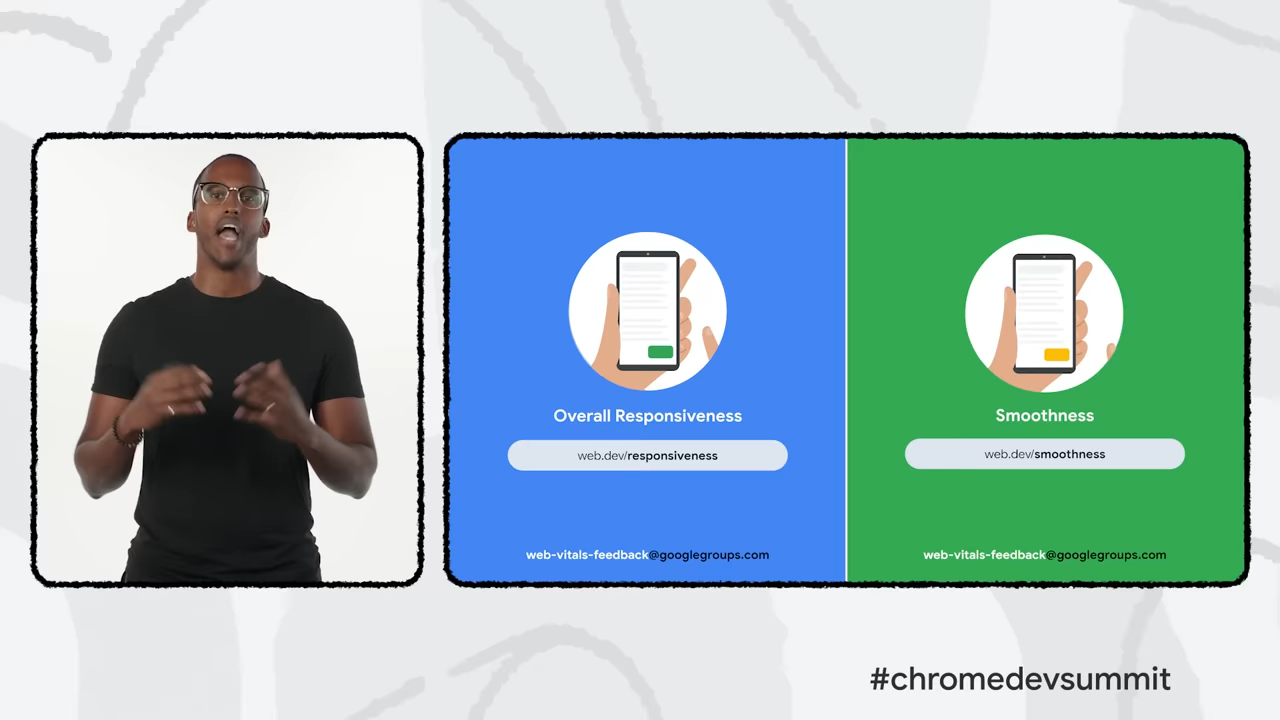 Overall Responsiveness
web.dev/responsiveness
web-vitals-feedback@googlegroups.com
Smoothness
web.dev/smoothness
web-vitals-feedback@googlegroups.com
#chromedevsummit